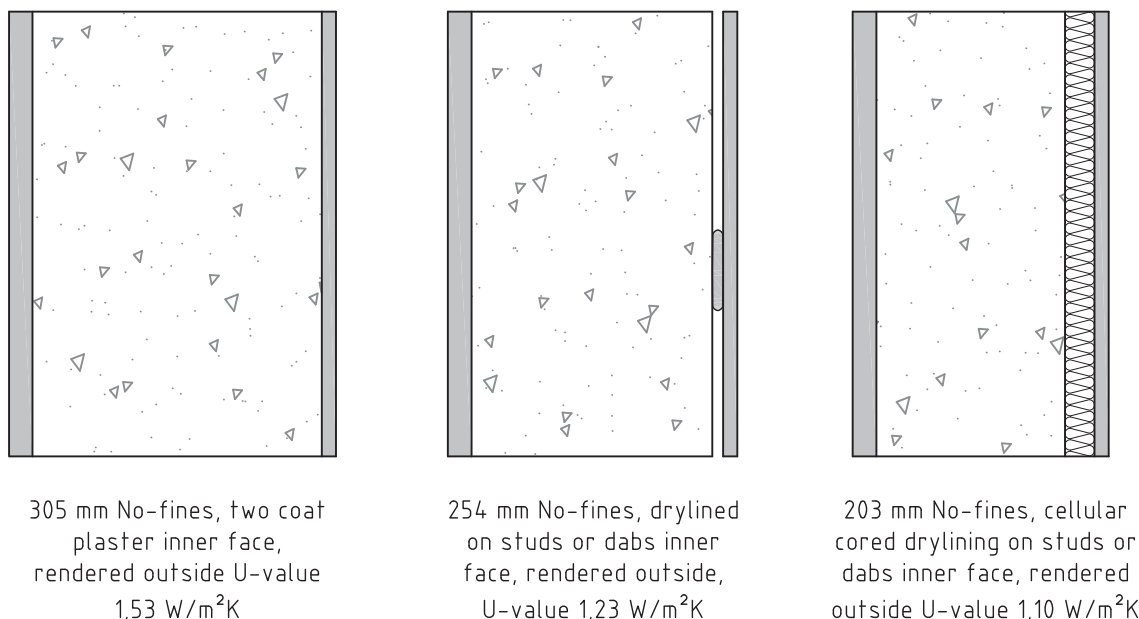 305 mm No-fines, two coat
plaster inner face,
rendered outside U-value
1,53 W/m²K
254 mm No-fines, drylined
on studs or dabs inner
face, rendered outside,
U-value 1,23 W/m²K
203 mm No-fines, cellular
cored drylining on studs or
dabs inner face, rendered
outside U-value 1,10 W/m²K